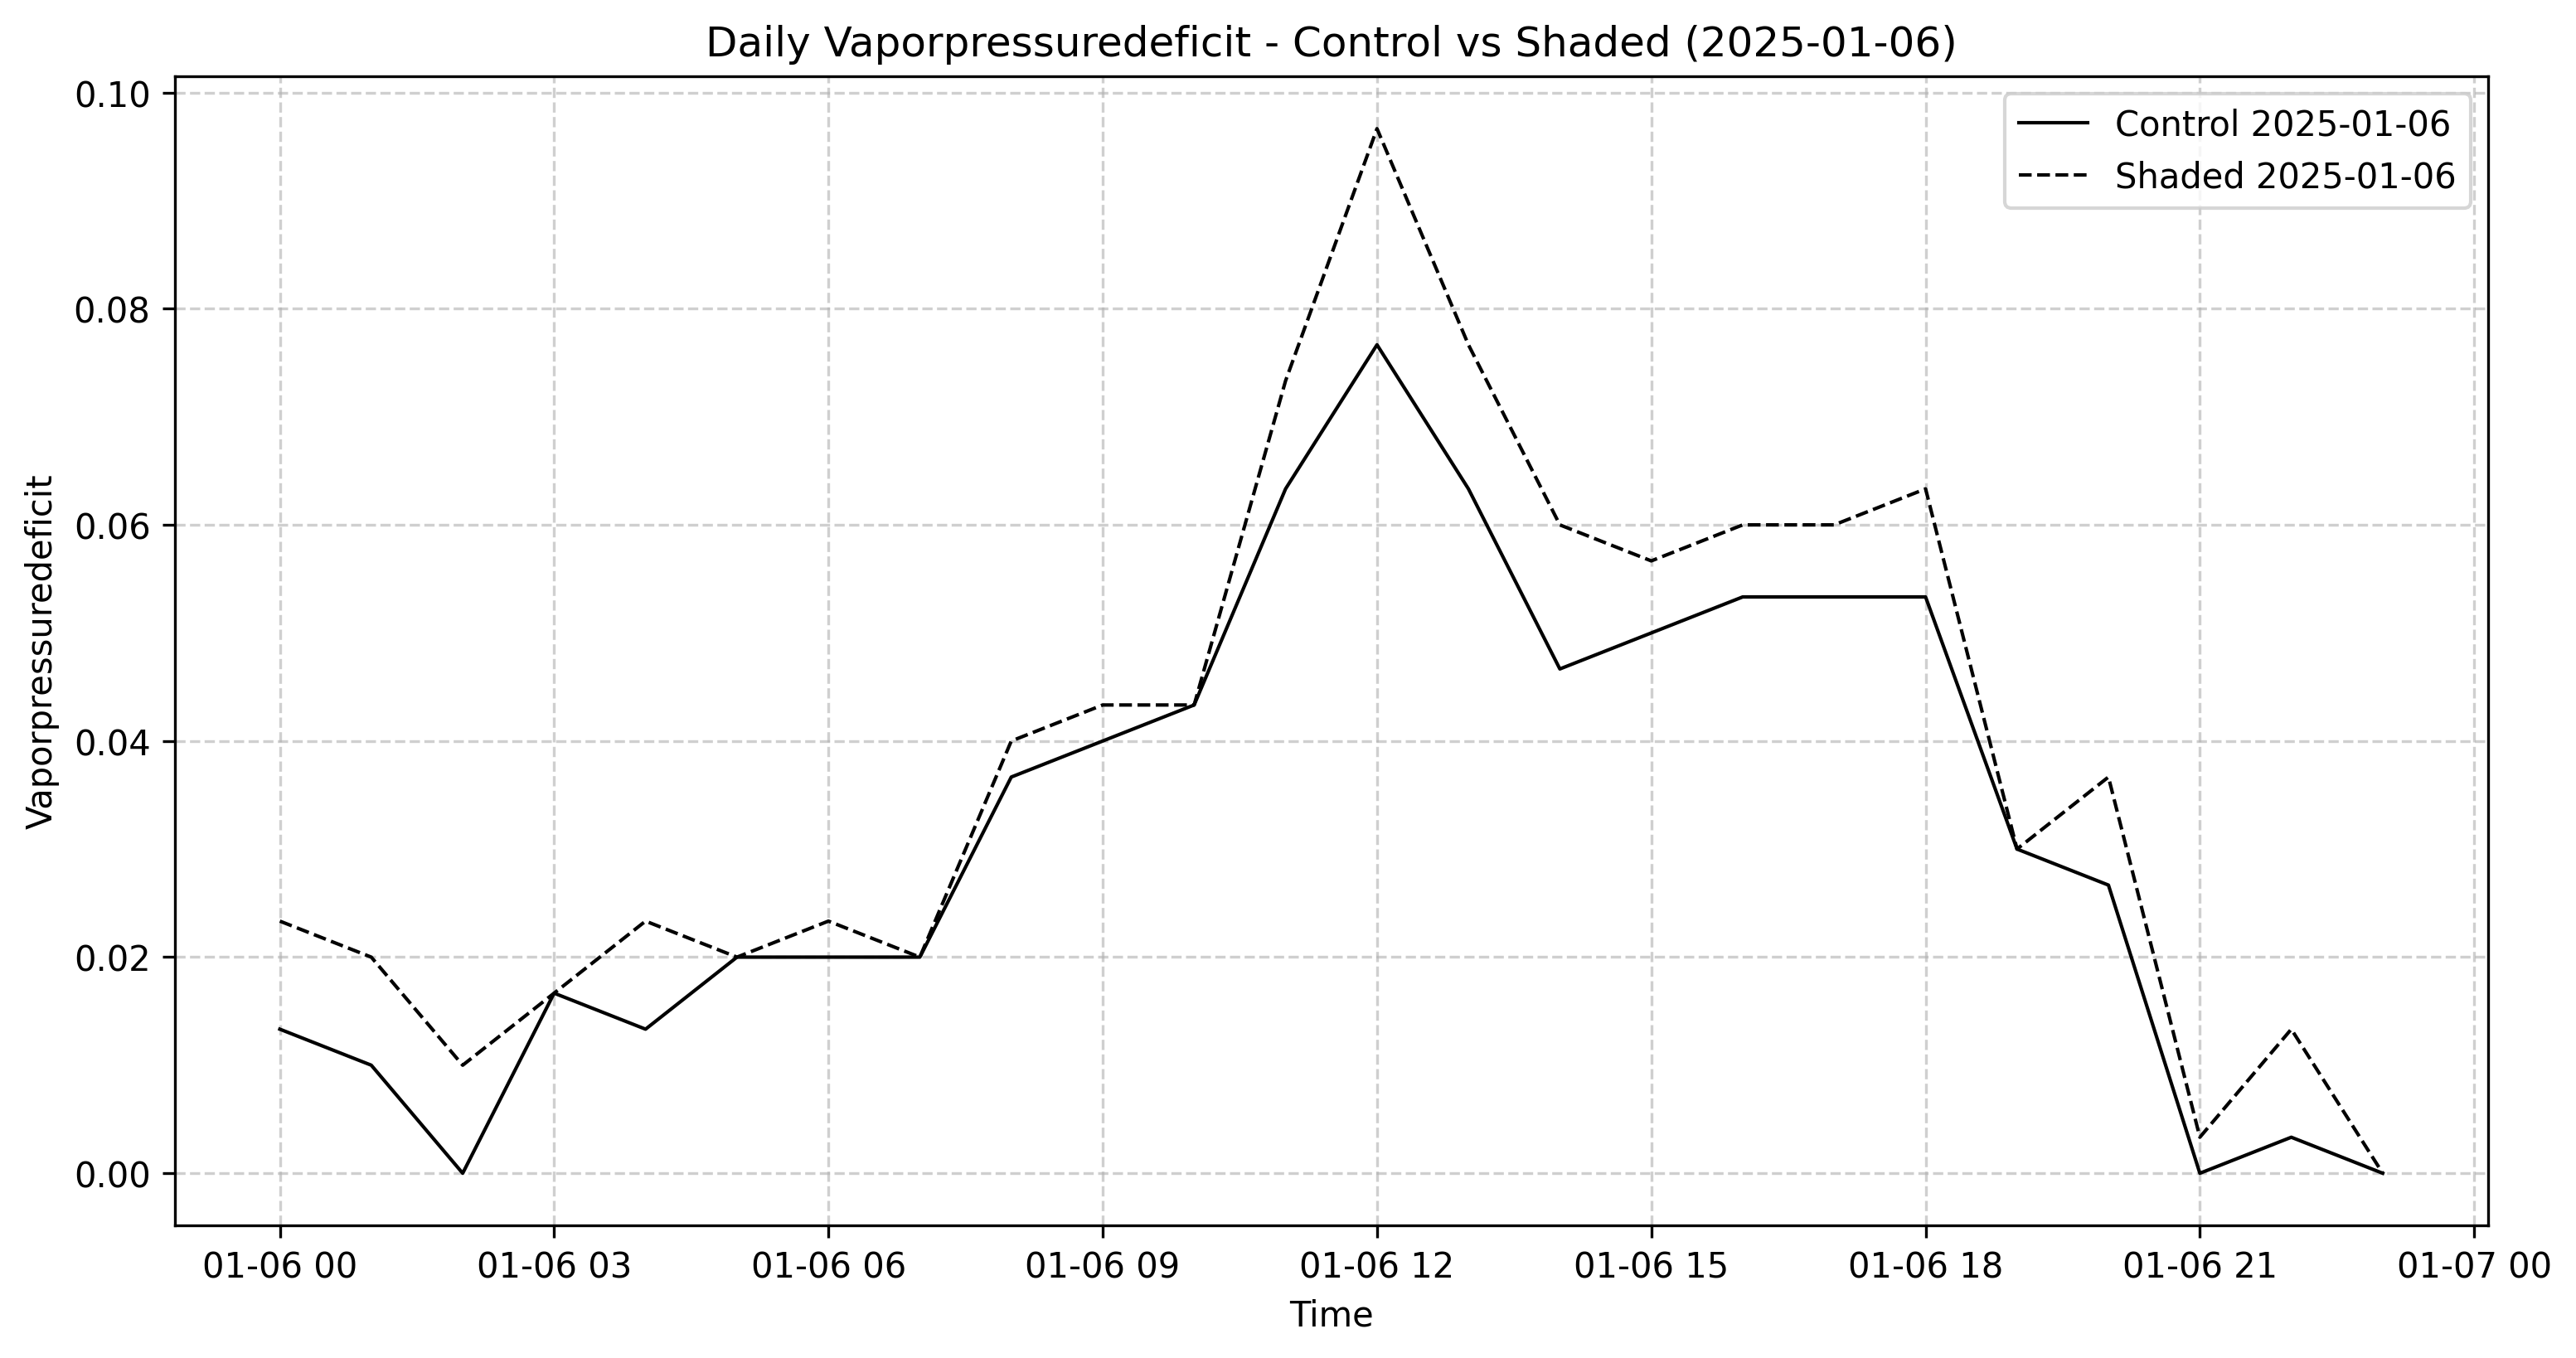 Daily Vaporpressuredeficit - Control vs Shaded (2025-01-06)
Control 2025-01-06
Shaded 2025-01-06
Vaporpressuredeficit
0.10
0.08
0.06
0.04
0.02
0.00
01-06 00 01-06 03 01-06 06 01-06 09 01-06 12 01-06 15 01-06 18 01-06 21 01-07 00
Time